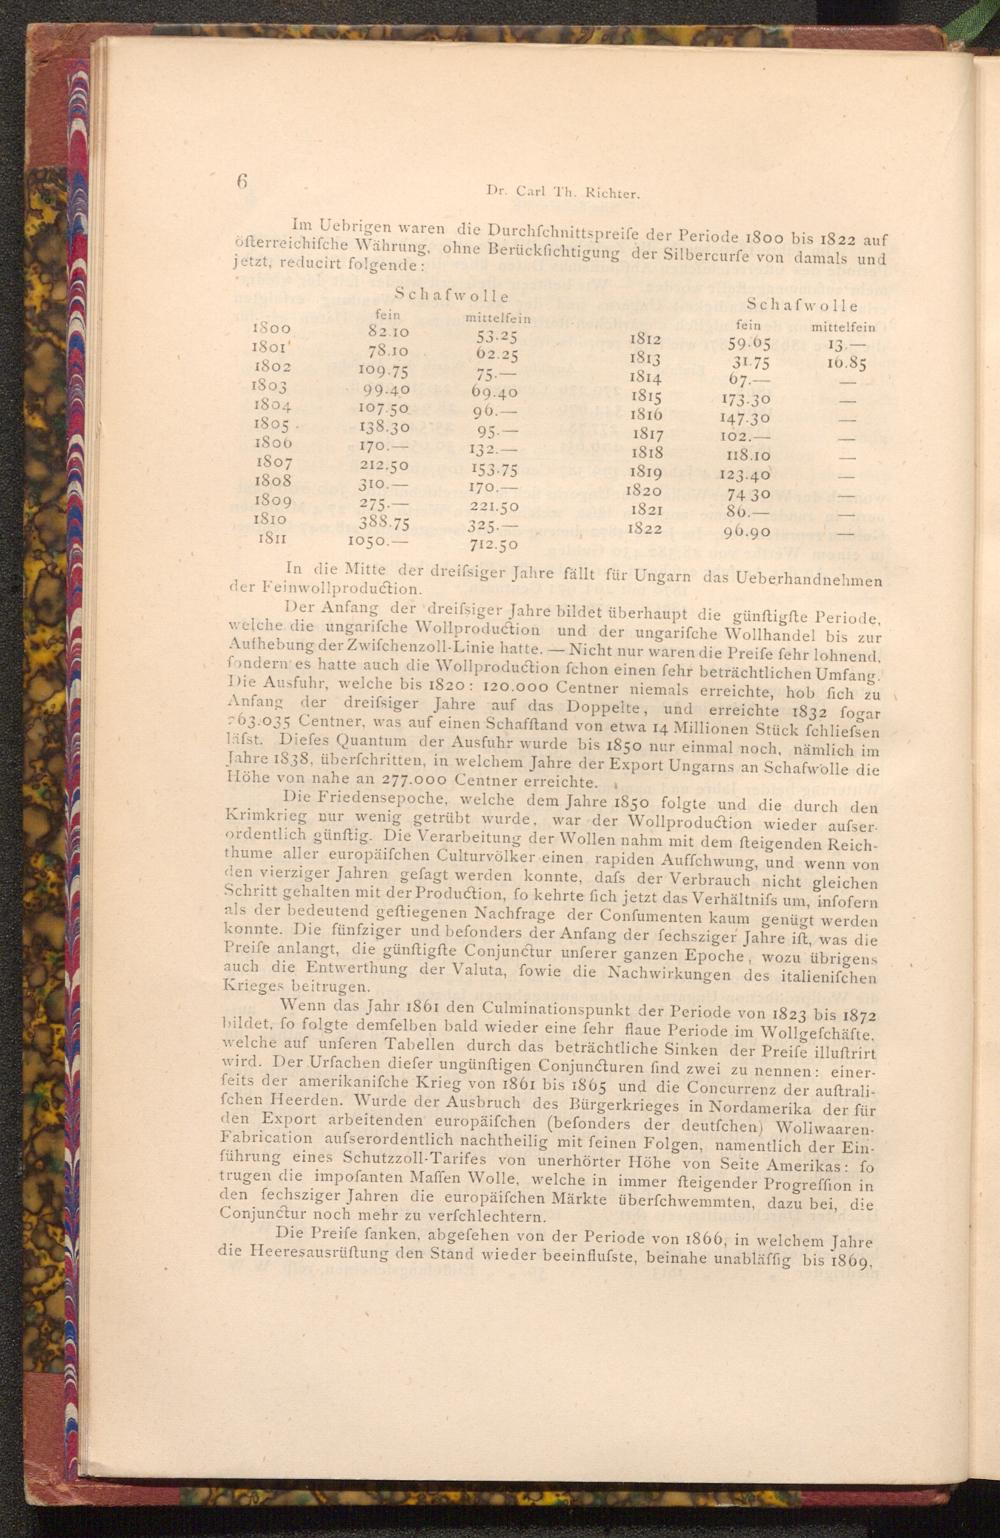 6
Dr. Carl Th. Richter.
Im Uebrigen waren die Durchſchnittspreiſe der Periode 1800 bis 1822 auf
öſterreichiſche Währung, ohne Berückſichtigung der Silbercurſe von damals und
jetzt, reducirt folgende:
Schafwolle Schafwolle
fein mittelfein fein mittelfein
1800 82.10 53.25 1812 59.65 13.—
1801 78.10 62.25 1813 31.75 16.85
1802 109.75 75.— 1814 67.— —
1803 99.40 69.40 1815 173.30 —
1804 107.50 96.— 1816 147.30 —
1805 138.30 95.— 1817 102.— —
1806 170.— 132.— 1818 118.10 —
1807 212.50 153.75 1819 123.40 —
1808 310.— 170.— 1820 74 30 —
1809 275.— 221.50 1821 86.— —
1810 388.75 325.— 1822 96.90 —
1811 1050.— 712.50
In die Mitte der dreiſsiger Jahre fällt für Ungarn das Ueberhandnehmen
der Feinwollproduction.
Der Anfang der dreiſsiger Jahre bildet überhaupt die günſtigſte Periode,
welche die ungariſche Wollproduction und der ungariſche Wollhandel bis zur
Aufhebung der Zwiſchenzoll-Linie hatte. — Nicht nur waren die Preiſe ſehr lohnend,
ſondern es hatte auch die Wollproduction ſchon einen ſehr beträchtlichen Umfang.
Die Ausfuhr, welche bis 1820: 120.000 Centner niemals erreichte, hob ſich zu
Anfang der dreiſsiger Jahre auf das Doppelte, und erreichte 1832 ſogar
263.035 Centner, was auf einen Schafſtand von etwa 14 Millionen Stück ſchlieſsen
läſst. Dieſes Quantum der Ausfuhr wurde bis 1850 nur einmal noch, nämlich im
Jahre 1838, überſchritten, in welchem Jahre der Export Ungarns an Schafwolle die
Höhe von nahe an 277.000 Centner erreichte.
Die Friedensepoche, welche dem Jahre 1850 folgte und die durch den
Krimkrieg nur wenig getrübt wurde, war der Wollproduction wieder auſser-
ordentlich günſtig. Die Verarbeitung der Wollen nahm mit dem ſteigenden Reich-
thume aller europäiſchen Culturvölker einen rapiden Aufſchwung, und wenn von
den vierziger Jahren geſagt werden konnte, daſs der Verbrauch nicht gleichen
Schritt gehalten mit der Production, ſo kehrte ſich jetzt das Verhältniſs um, inſofern
als der bedeutend geſtiegenen Nachfrage der Conſumenten kaum genügt werden
konnte. Die fünfziger und beſonders der Anfang der ſechsziger Jahre iſt, was die
Preiſe anlangt, die günſtigſte Conjunctur unſerer ganzen Epoche, wozu übrigens
auch die Entwerthung der Valuta, ſowie die Nachwirkungen des italieniſchen
Krieges beitrugen.
Wenn das Jahr 1861 den Culminationspunkt der Periode von 1823 bis 1872
bildet, ſo folgte demſelben bald wieder eine ſehr flaue Periode im Wollgeſchäfte,
welche auf unſeren Tabellen durch das beträchtliche Sinken der Preiſe illuſtrirt
wird. Der Urſachen dieſer ungünſtigen Conjuncturen ſind zwei zu nennen: einer-
ſeits der amerikaniſche Krieg von 1861 bis 1865 und die Concurrenz der auſtrali-
ſchen Heerden. Wurde der Ausbruch des Bürgerkrieges in Nordamerika der für
den Export arbeitenden europäiſchen (beſonders der deutſchen) Wollwaaren-
Fabrication auſserordentlich nachtheilig mit ſeinen Folgen, namentlich der Ein-
führung eines Schutzzoll-Tarifes von unerhörter Höhe von Seite Amerikas: ſo
trugen die impoſanten Maſſen Wolle, welche in immer ſteigender Progreſſion in
den ſechsziger Jahren die europäiſchen Märkte überſchwemmten, dazu bei, die
Conjunctur noch mehr zu verſchlechtern.
Die Preiſe ſanken, abgeſehen von der Periode von 1866, in welchem Jahre
die Heeresausrüſtung den Stand wieder beeinfluſste, beinahe unabläſſig bis 1869,